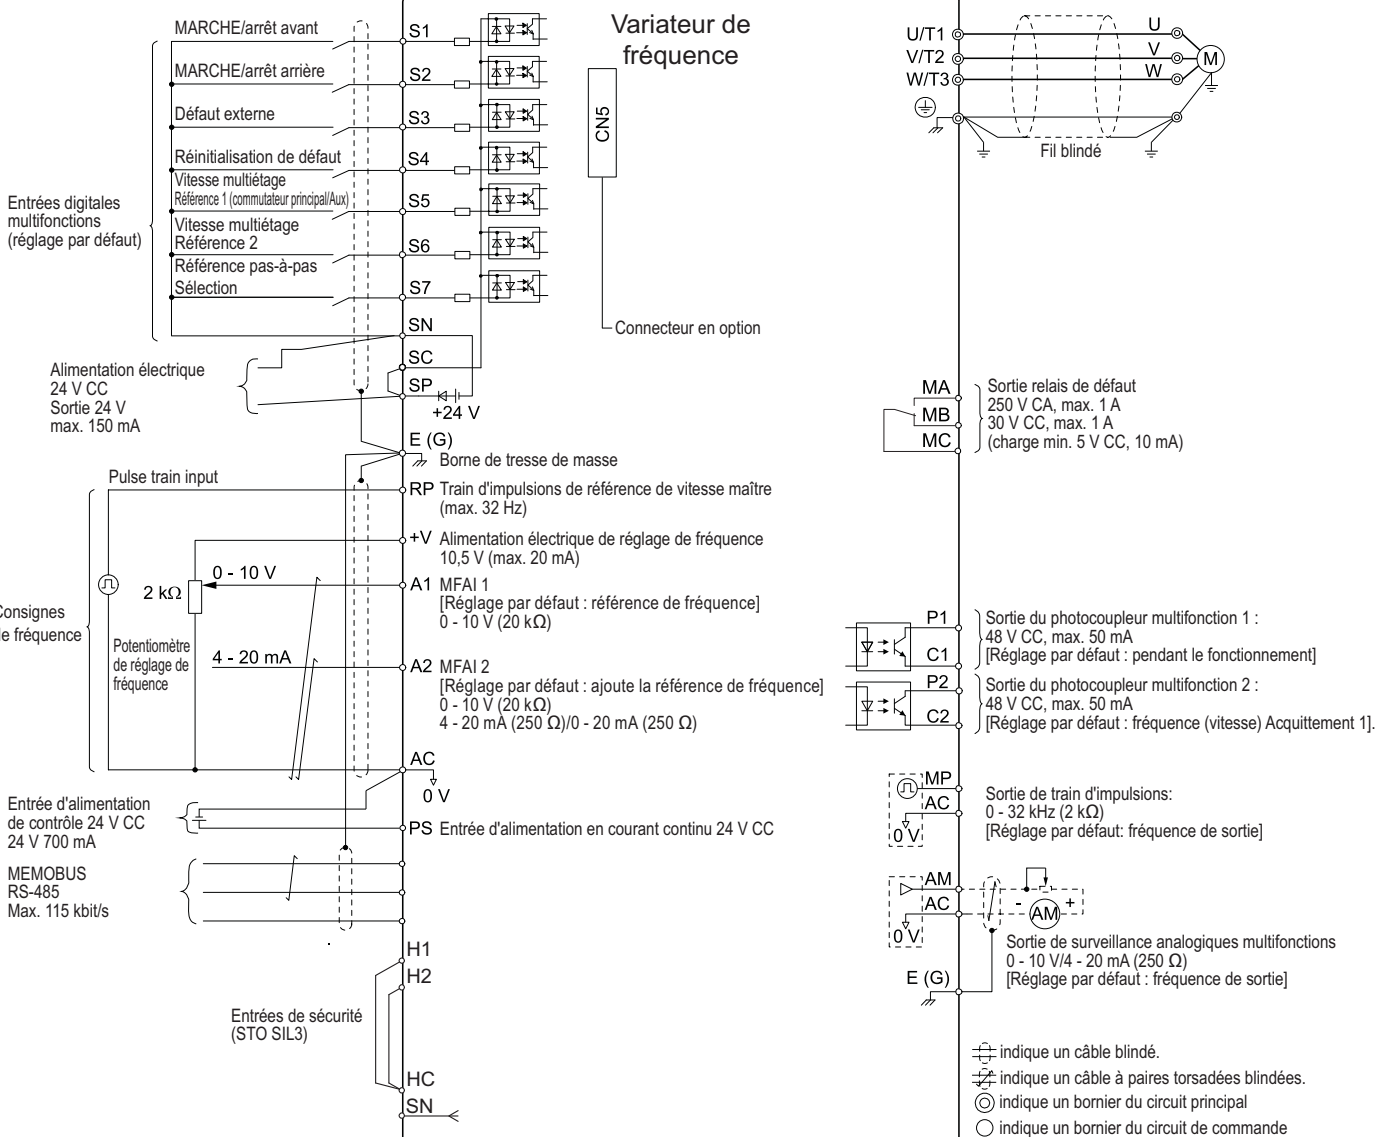 Variateur de
fréquence
MARCHE/arrêt avant
S1
MARCHE/arrêt arrière
S2
Défaut externe
S3
Réinitialisation de défaut
S4
Vitesse multiétage
Référence 1 (commutateur principal/Aux)
S5
Vitesse multiétage
Référence 2
S6
Référence pas-à-pas
Sélection
S7
Entrées digitales
multifonctions
(réglage par défaut)
CN5
Connecteur en option
SN
SC
SP
+24 V
Alimentation électrique
24 V CC
Sortie 24 V
max. 150 mA
E (G)
Borne de tresse de masse
Pulse train input
RP Train d'impulsions de référence de vitesse maître
(max. 32 Hz)
+V Alimentation électrique de réglage de fréquence
10,5 V (max. 20 mA)
0 - 10 V
2 kΩ
A1 MFAI 1
[Réglage par défaut : référence de fréquence]
0 - 10 V (20 kΩ)
Consignes
de fréquence
Potentiomètre
de réglage de
fréquence
4 - 20 mA
A2 MFAI 2
[Réglage par défaut : ajoute la référence de fréquence]
0 - 10 V (20 kΩ)
4 - 20 mA (250 Ω)/0 - 20 mA (250 Ω)
AC
0 V
Entrée d'alimentation
de contrôle 24 V CC
24 V 700 mA
PS Entrée d'alimentation en courant continu 24 V CC
MEMOBUS
RS-485
Max. 115 kbit/s
H1
H2
Entrées de sécurité
(STO SIL3)
HC
SN
U/T1
V/T2
W/T3
U
V
W
M
Fil blindé
MA
MB
MC
Sortie relais de défaut
250 V CA, max. 1 A
30 V CC, max. 1 A
(charge min. 5 V CC, 10 mA)
P1
C1
Sortie du photocoupleur multifonction 1 :
48 V CC, max. 50 mA
[Réglage par défaut : pendant le fonctionnement]
P2
C2
Sortie du photocoupleur multifonction 2 :
48 V CC, max. 50 mA
[Réglage par défaut : fréquence (vitesse) Acquittement 1].
MP
AC
0 V
Sortie de train d'impulsions:
0 - 32 kHz (2 kΩ)
[Réglage par défaut: fréquence de sortie]
AM
AC
0 V
- AM +
Sortie de surveillance analogiques multifonctions
0 - 10 V/4 - 20 mA (250 Ω)
[Réglage par défaut : fréquence de sortie]
E (G)
indique un câble blindé.
indique un câble à paires torsadées blindées.
indique un bornier du circuit principal
indique un bornier du circuit de commande